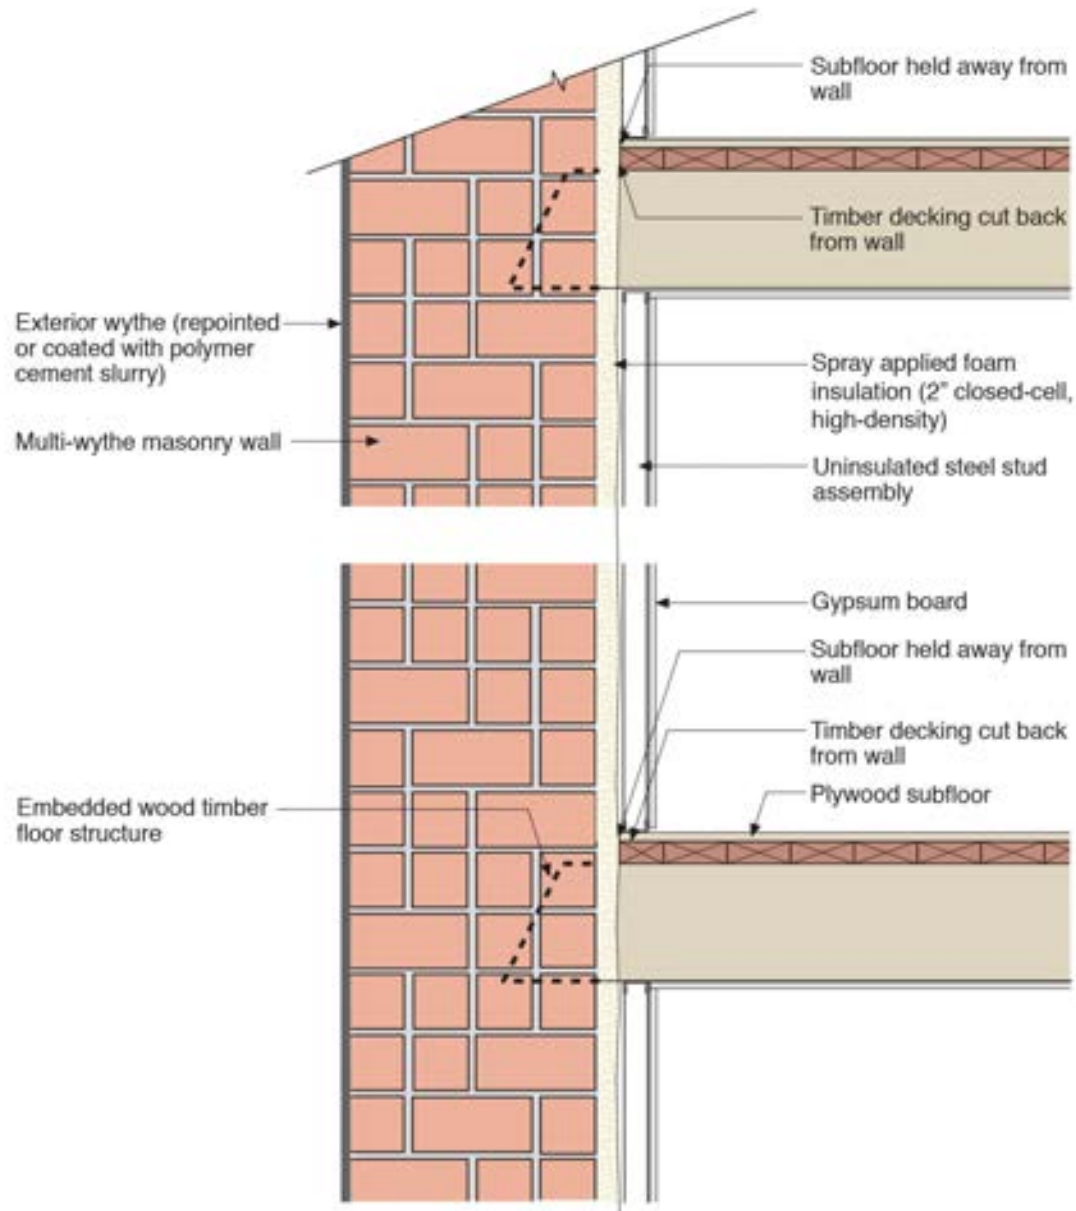 Subfloor held away from
wall
Timber decking cut back
from wall
Exterior wythe (repointed
or coated with polymer
cement slurry)
Spray applied foam
insulation (2" closed-cell,
high-density)
Multi-wythe masonry wall
Uninsulated steel stud
assembly
Gypsum board
Subfloor held away from
wall
Timber decking cut back
from wall
Plywood subfloor
Embedded wood timber
floor structure